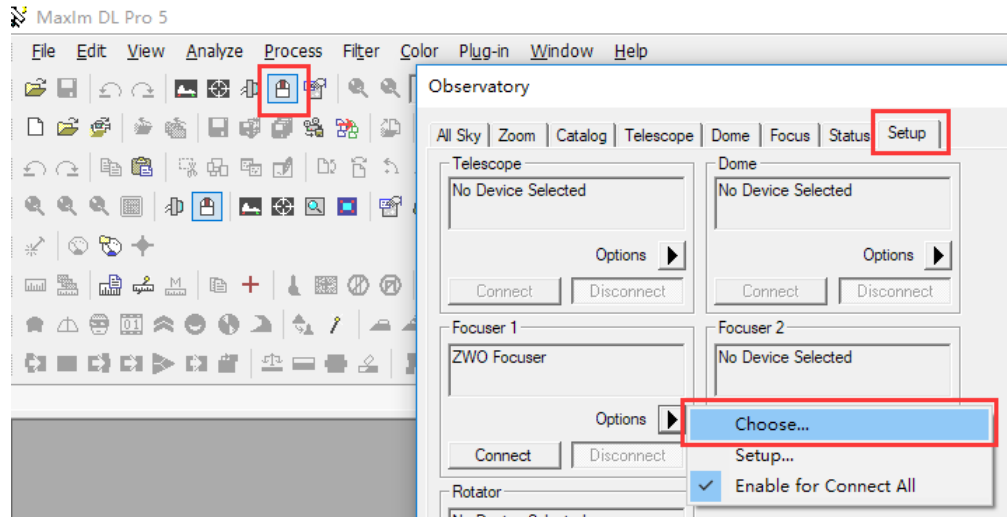 MaxIm DL Pro 5
File Edit View Analyze Process Filter Color Plug-in Window Help
Observatory
All Sky Zoom Catalog Telescope Dome Focus Status Setup
Telescope
No Device Selected
Options
Connect Disconnect
Dome
No Device Selected
Options
Connect Disconnect
Focuser 1
ZWO Focuser
Options
Connect Disconnect
Focuser 2
No Device Selected
Choose...
Setup...
Enable for Connect All
Rotator
No Device Selected